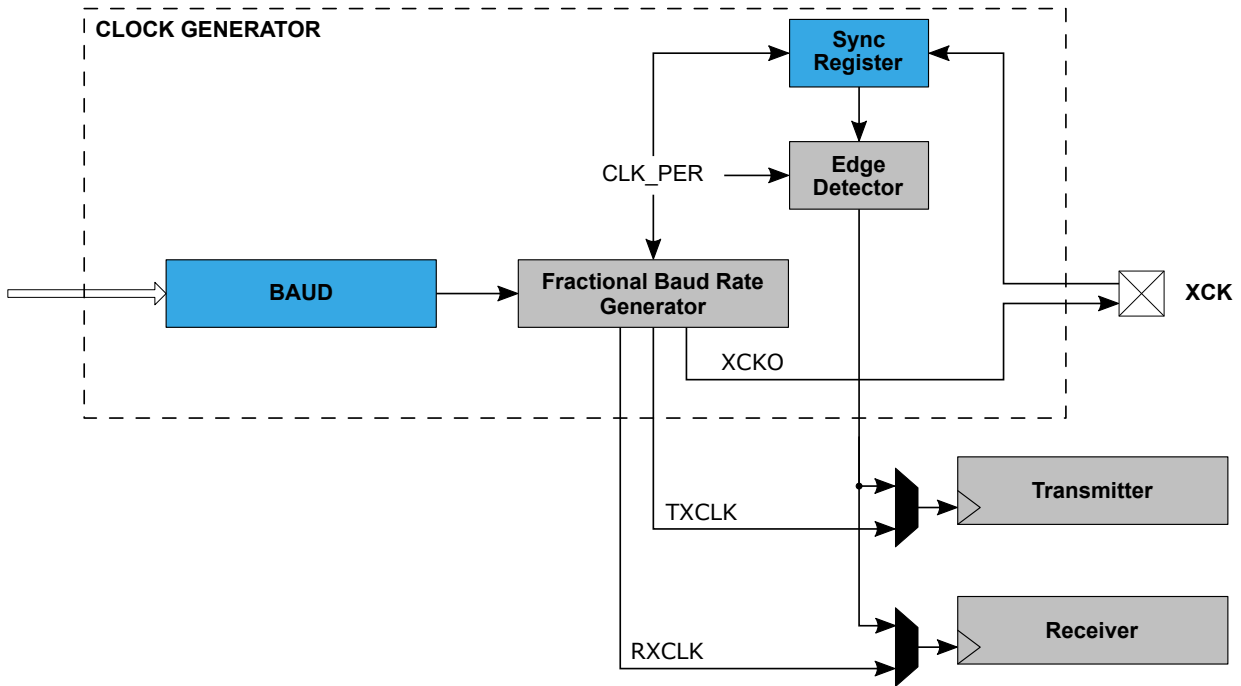 CLOCK GENERATOR
Sync
Register
Edge
Detector
CLK_PER
BAUD
Fractional Baud Rate
Generator
XCK
XCKO
Transmitter
TXCLK
Receiver
RXCLK